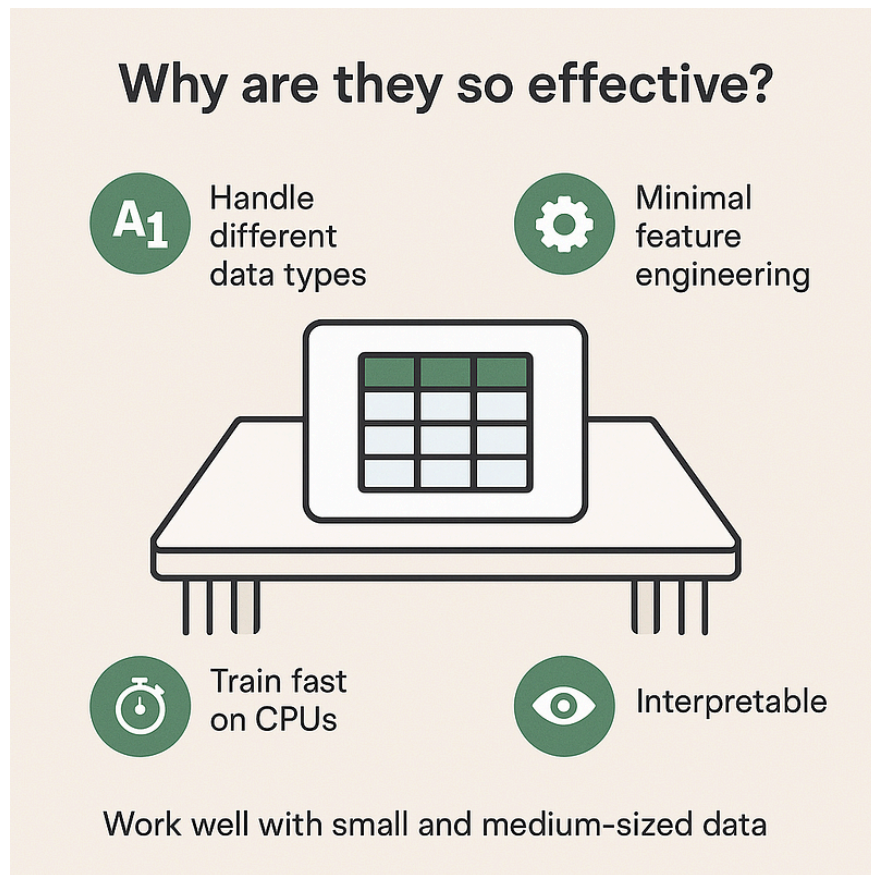 Why are they so effective?
A1
Handle
different
data types
Minimal
feature
engineering
Train fast
on CPUs
Interpretable
Work well with small and medium-sized data